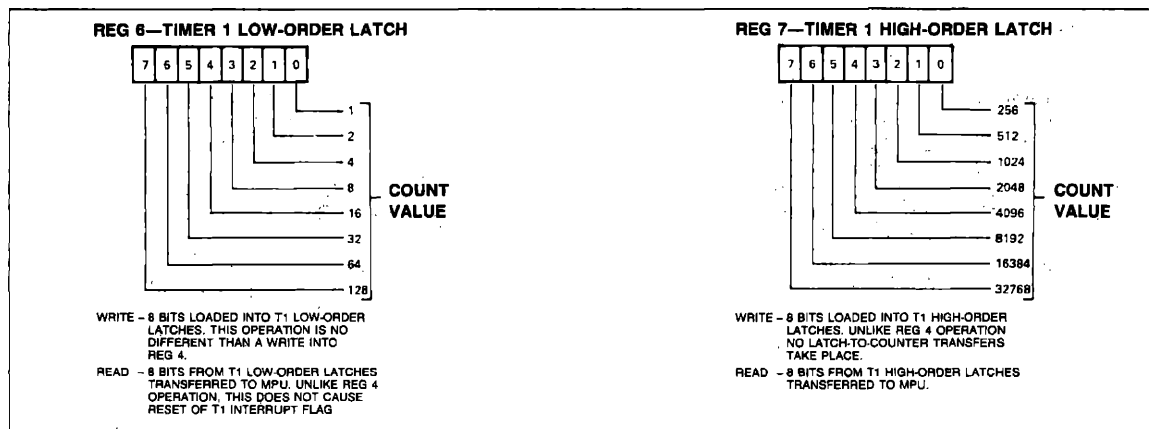 REG 6—TIMER 1 LOW-ORDER LATCH
7 6 5 4 3 2 1 0
1
2
4
8
16
32
64
128
COUNT
VALUE
WRITE – 8 BITS LOADED INTO T1 LOW-ORDER
LATCHES. THIS OPERATION IS NO
DIFFERENT THAN A WRITE INTO
REG 4.
READ – 8 BITS FROM T1 LOW-ORDER LATCHES
TRANSFERRED TO MPU. UNLIKE REG 4
OPERATION, THIS DOES NOT CAUSE
RESET OF T1 INTERRUPT FLAG
REG 7—TIMER 1 HIGH-ORDER LATCH
7 6 5 4 3 2 1 0
256
512
1024
2048
4096
8192
16384
32768
COUNT
VALUE
WRITE – 8 BITS LOADED INTO T1 HIGH-ORDER
LATCHES. UNLIKE REG 4 OPERATION
NO LATCH-TO-COUNTER TRANSFERS
TAKE PLACE.
READ – 8 BITS FROM T1 HIGH-ORDER LATCHES
TRANSFERRED TO MPU.